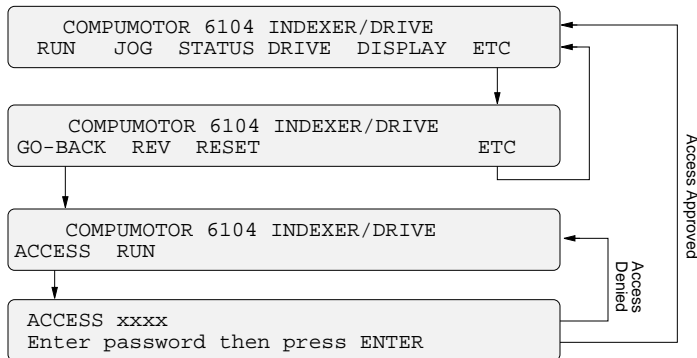 COMPUMOTOR 6104 INDEXER/DRIVE
RUN JOG STATUS DRIVE DISPLAY ETC
COMPUMOTOR 6104 INDEXER/DRIVE
GO-BACK REV RESET ETC
COMPUMOTOR 6104 INDEXER/DRIVE
ACCESS RUN
ACCESS xxxx
Enter password then press ENTER
Access
Denied
Access Approved